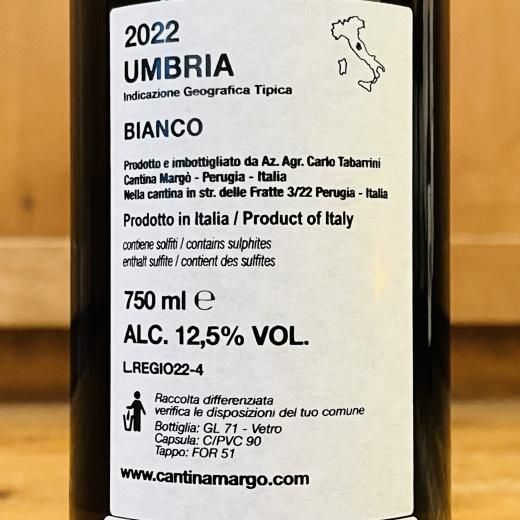 2022
UMBRIA
Indicazione Geografica Tipica
BIANCO
Prodotto e imbottigliato da Az. Agr. Carlo Tabarrini
Cantina Margò - Perugia - Italia
Nella cantina in str. delle Fratte 3/22 Perugia - Italia
Prodotto in Italia / Product of Italy
contiene solfiti / contains sulphites
enthalt sulfite / contient des sulfites
750 ml ℮
ALC. 12,5% VOL.
LREGIO22-4
Raccolta differenziata
verifica le disposizioni del tuo comune
Bottiglia: GL 71 - Vetro
Capsula: C/PVC 90
Tappo: FOR 51
www.cantinamargo.com